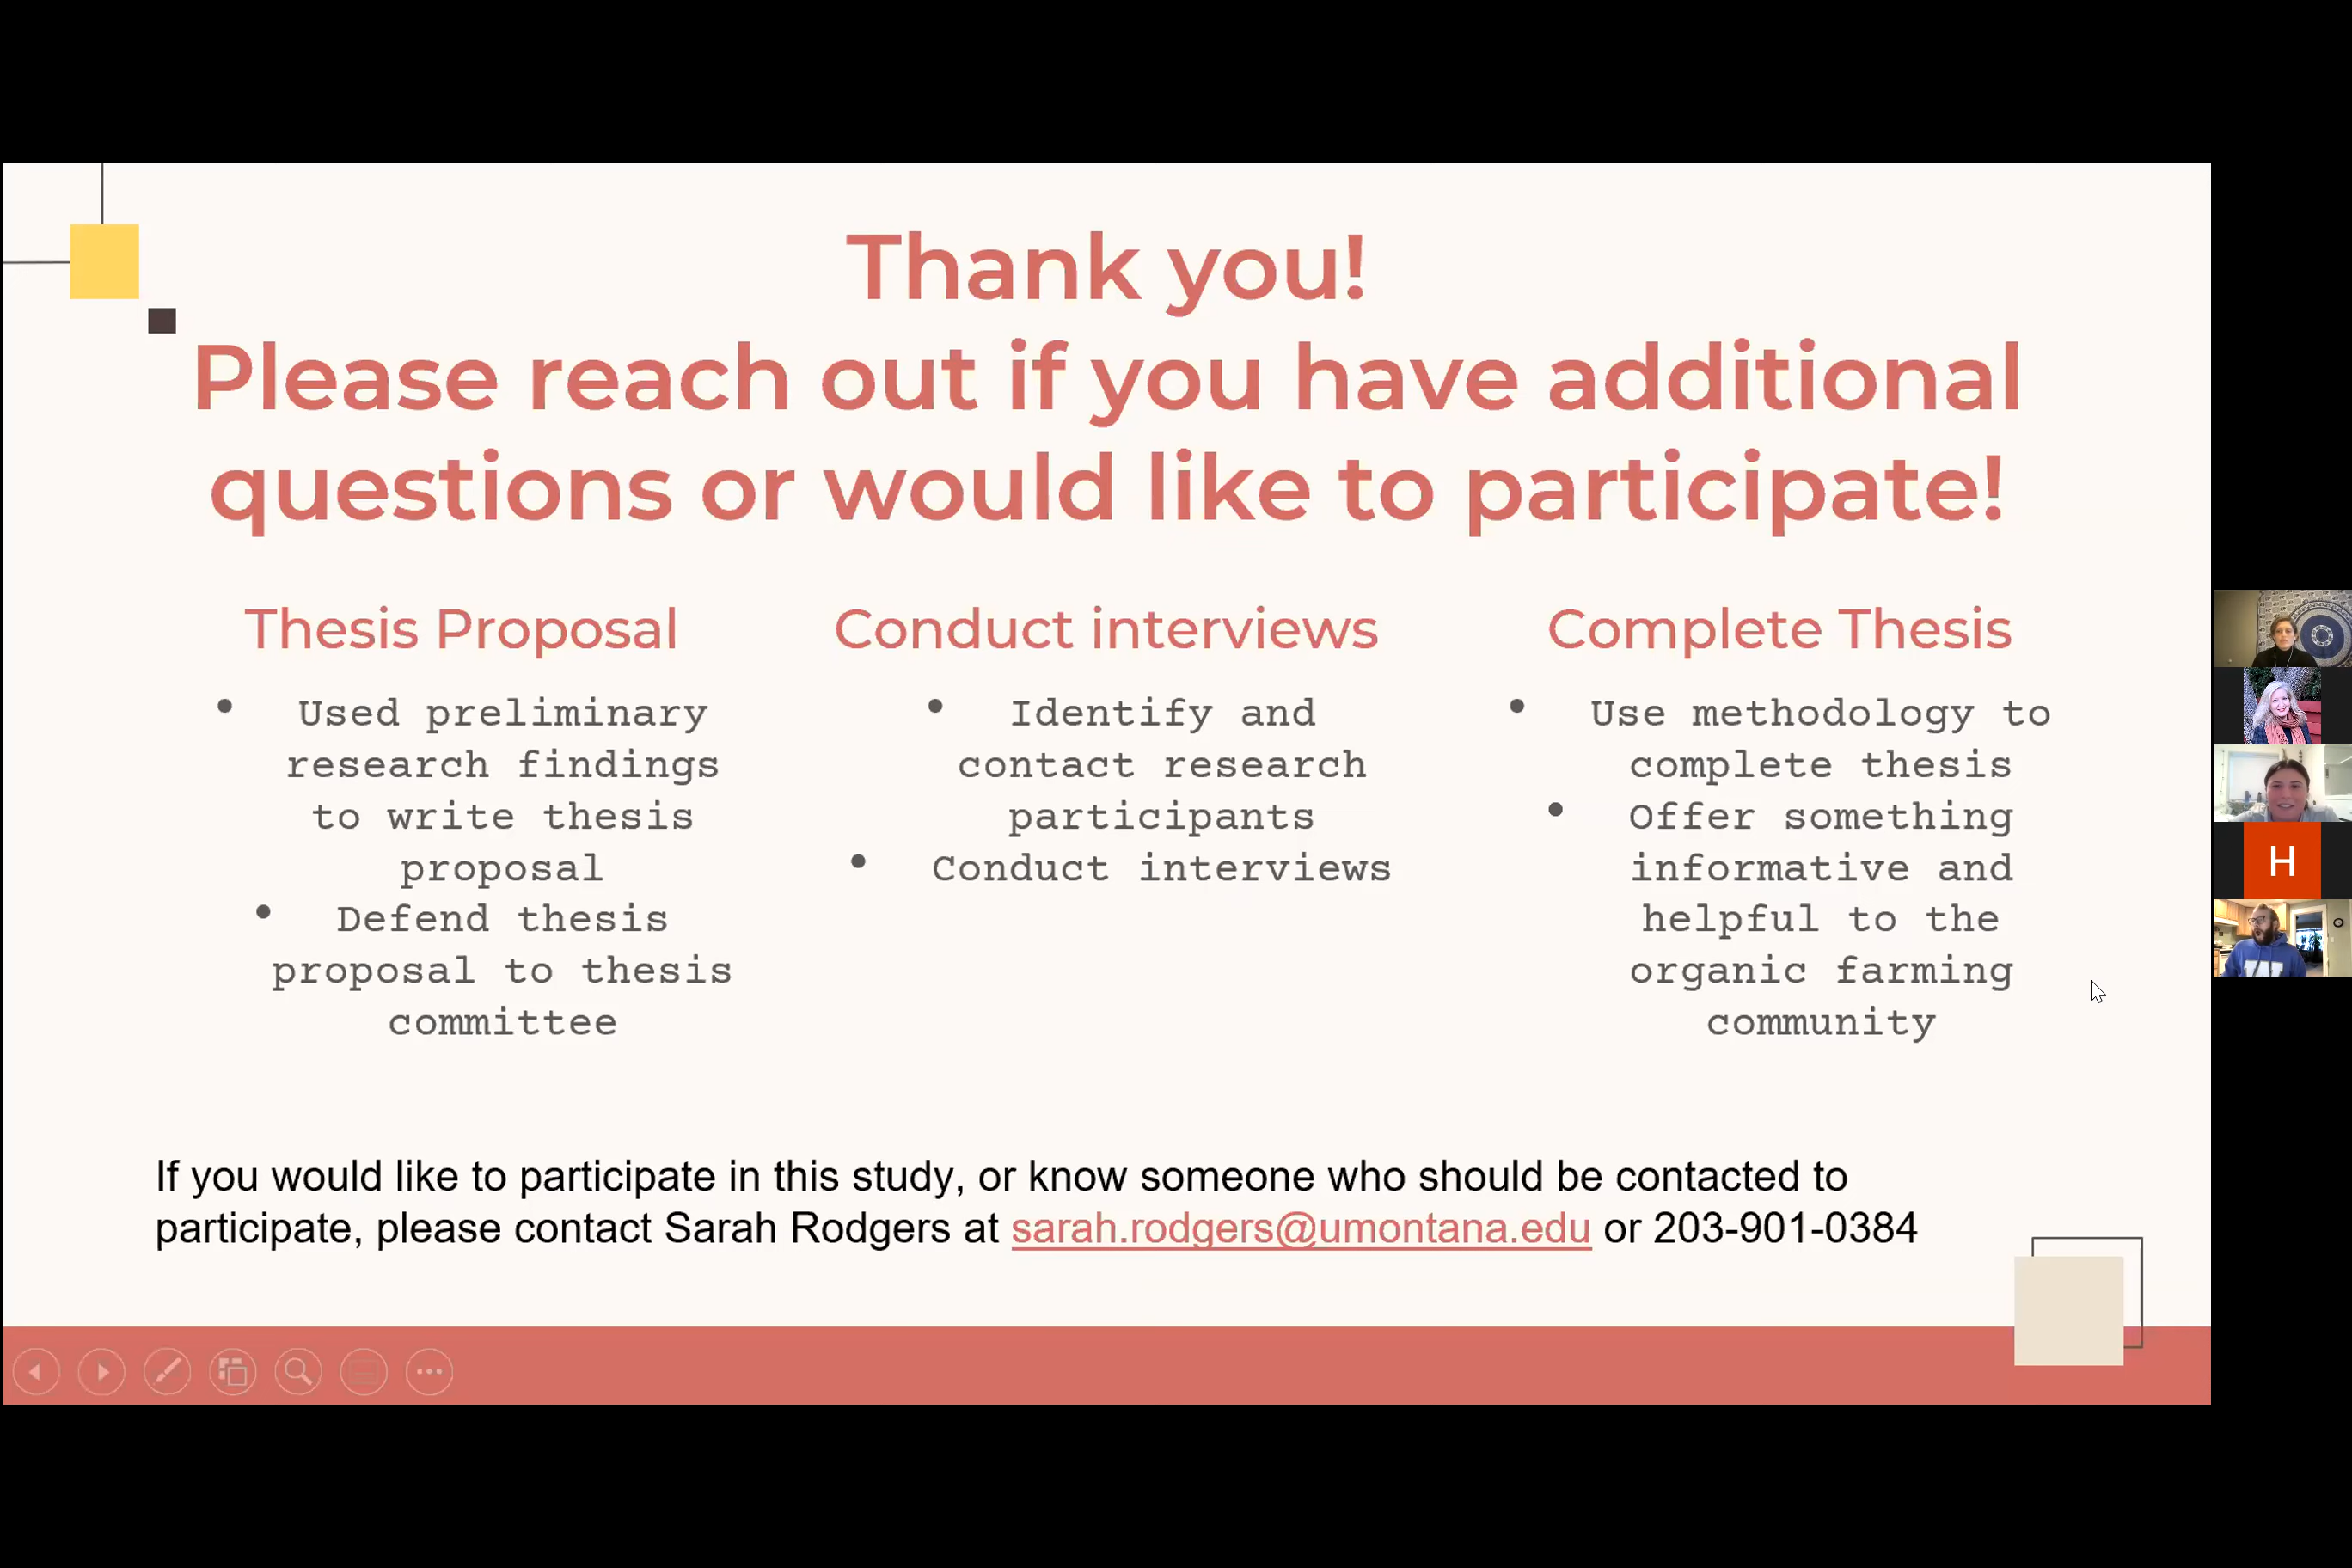 Thank you!
Please reach out if you have additional
questions or would like to participate!
Thesis Proposal
• Used preliminary
research findings
to write thesis
proposal
• Defend thesis
proposal to thesis
committee
Conduct interviews
• Identify and
contact research
participants
• Conduct interviews
Complete Thesis
• Use methodology to
complete thesis
• Offer something
informative and
helpful to the
organic farming
community
If you would like to participate in this study, or know someone who should be contacted to
participate, please contact Sarah Rodgers at sarah.rodgers@umontana.edu or 203-901-0384
H
W